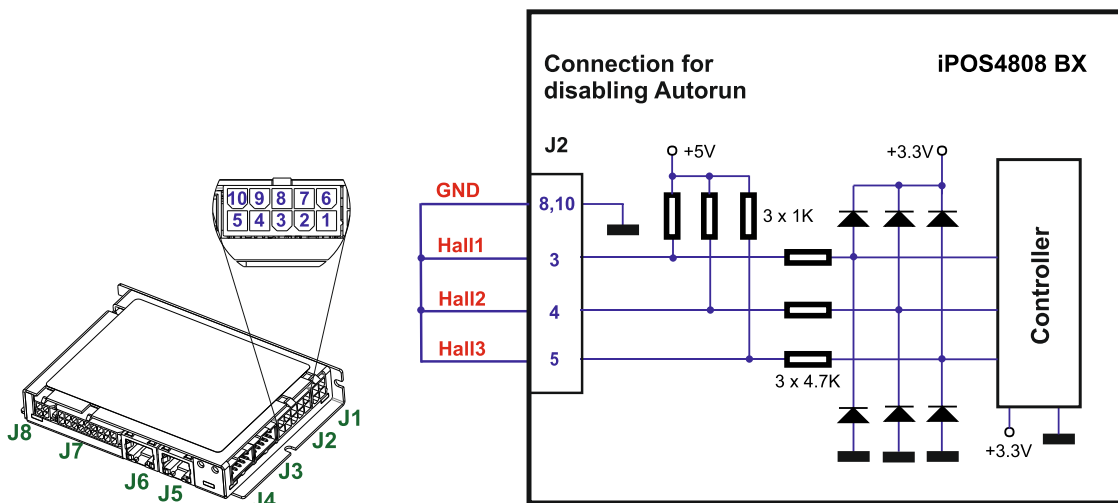 Connection for
disabling Autorun
iPOS4808 BX
J2
+5V
+3.3V
GND
8,10
3 x 1K
Hall1
3
Hall2
4
Hall3
5
3 x 4.7K
Controller
+3.3V
10 9 8 7 6
5 4 3 2 1
J1
J2
J3
J4
J5
J6
J7
J8